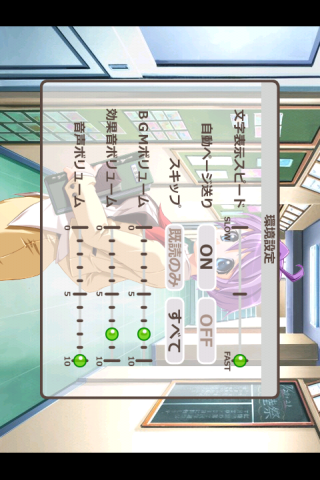 環境設定
文字表示スピード
SLOW
FAST
自動ページ送り
ON
OFF
スキップ
既読のみ
すべて
BGMボリューム
効果音ボリューム
音声ボリューム
0
5
10
0
5
10